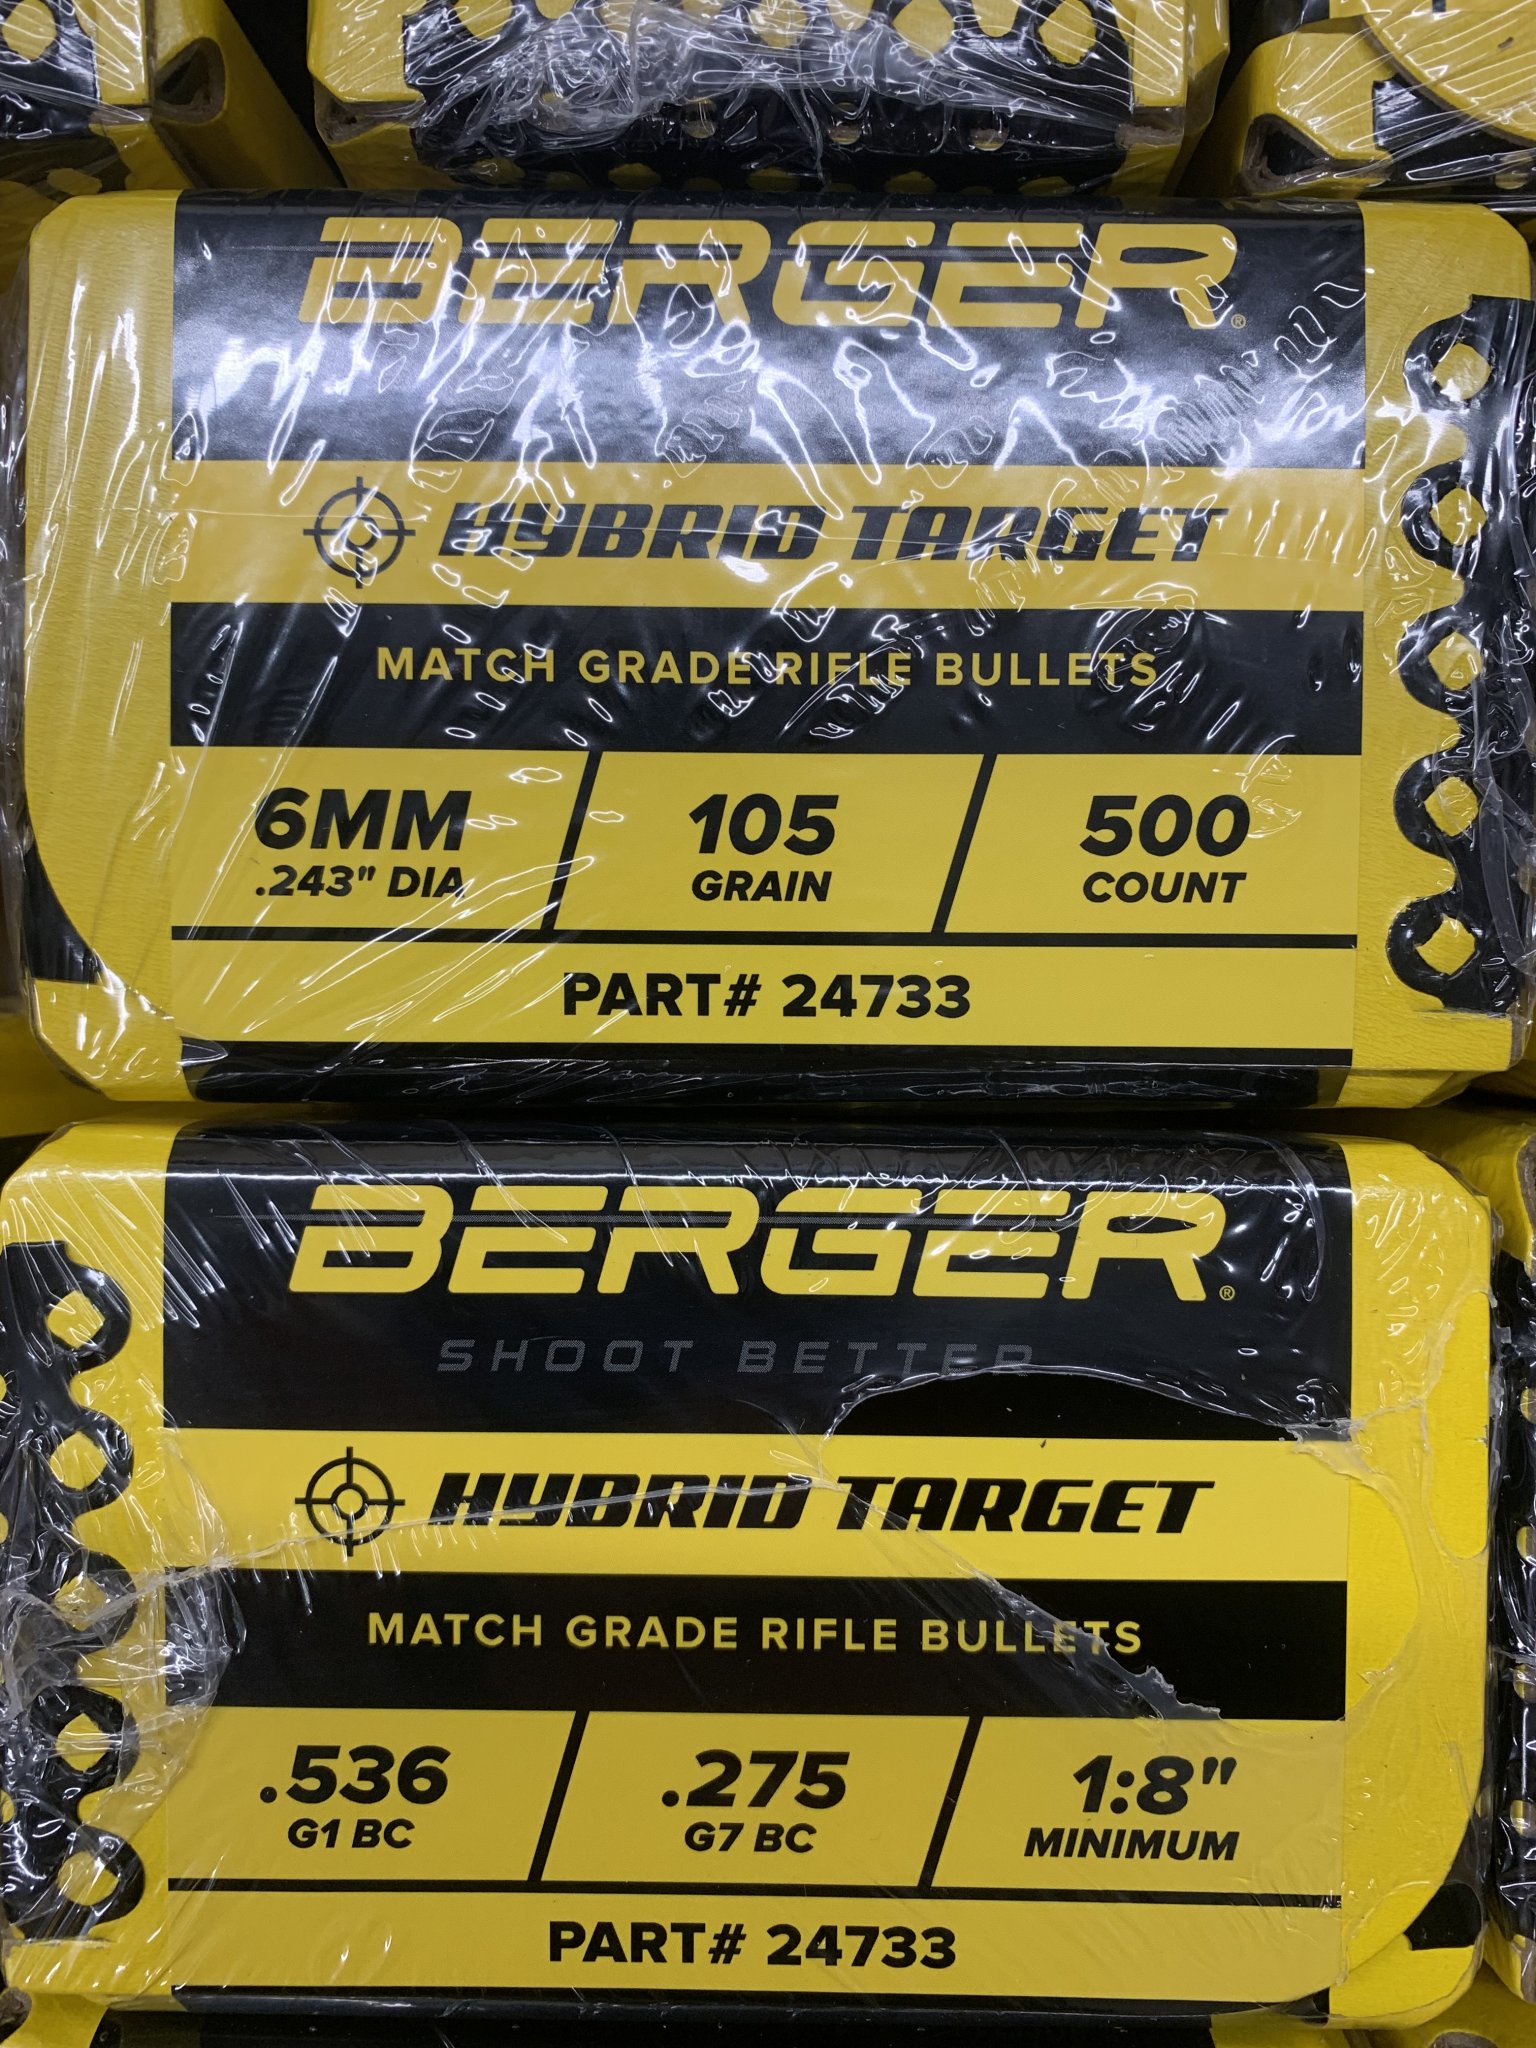 BERGER®
HYBRID TARGET
MATCH GRADE RIFLE BULLETS
6MM
.243" DIA
105
GRAIN
500
COUNT
PART# 24733
BERGER®
SHOOT BETTER
HYBRID TARGET
MATCH GRADE RIFLE BULLETS
.536
G1 BC
.275
G7 BC
1:8"
MINIMUM
PART# 24733